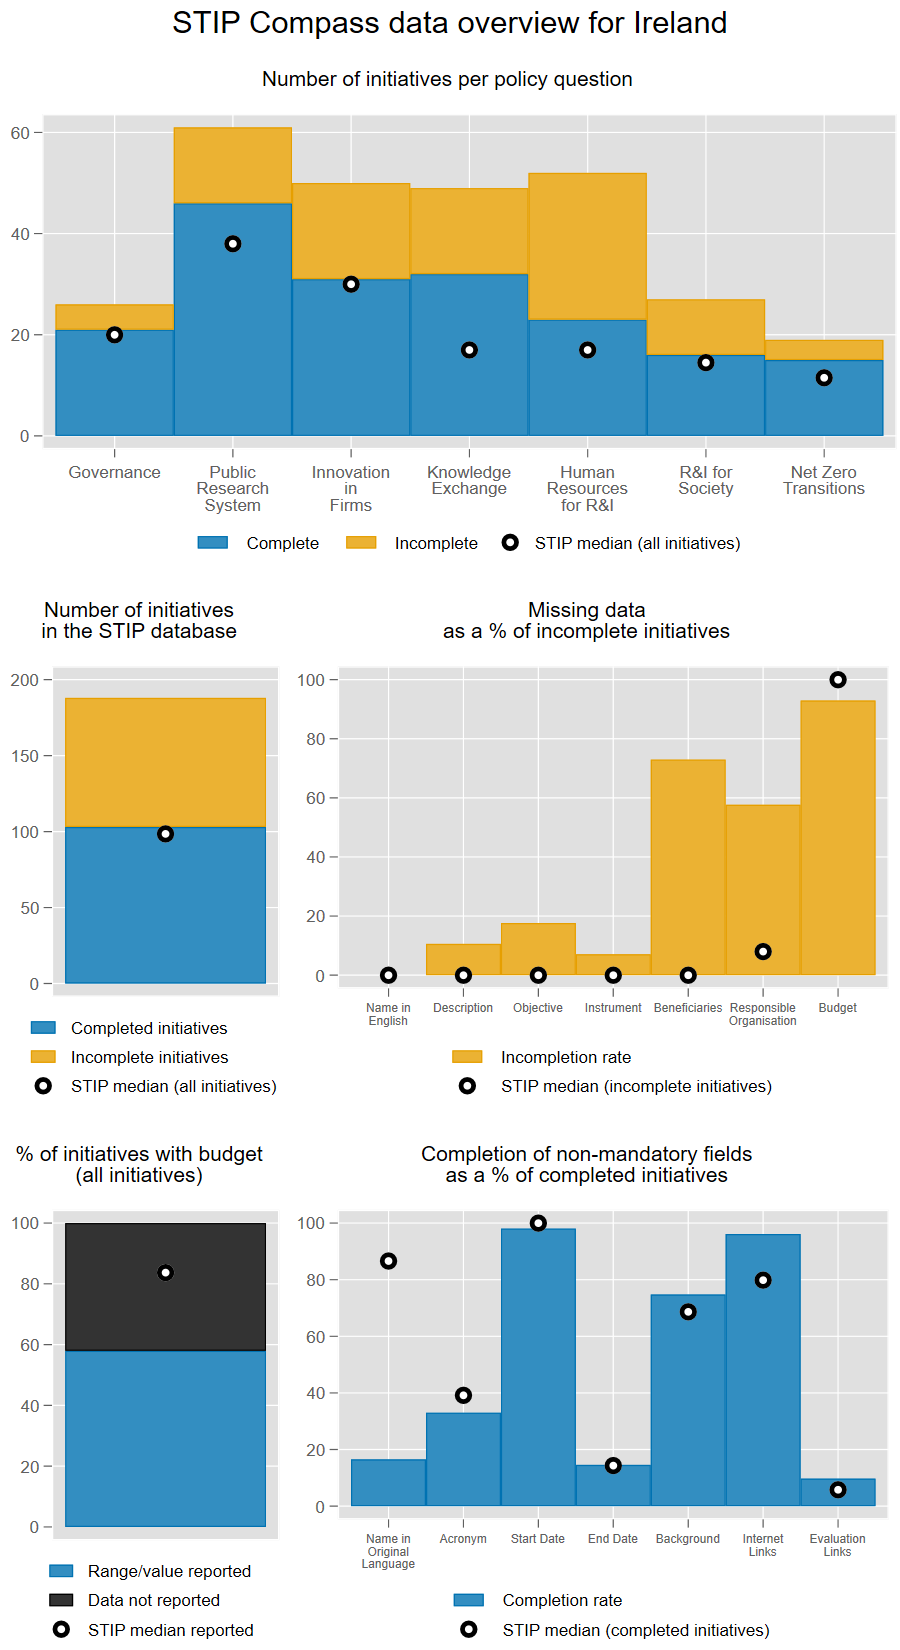 STIP Compass data overview for Ireland
Number of initiatives per policy question
60
40
20
0
Governance
Public
Research
System
Innovation
in
Firms
Knowledge
Exchange
Human
Resources
for R&I
R&I for
Society
Net Zero
Transitions
Complete
Incomplete
STIP median (all initiatives)
Number of initiatives
in the STIP database
200
150
100
50
0
Completed initiatives
Incomplete initiatives
STIP median (all initiatives)
Missing data
as a % of incomplete initiatives
100
80
60
40
20
0
Name in
English
Description
Objective
Instrument
Beneficiaries
Responsible
Organisation
Budget
Incompletion rate
STIP median (incomplete initiatives)
% of initiatives with budget
(all initiatives)
100
80
60
40
20
0
Range/value reported
Data not reported
STIP median reported
Completion of non-mandatory fields
as a % of completed initiatives
100
80
60
40
20
0
Name in
Original
Language
Acronym
Start Date
End Date
Background
Internet
Links
Evaluation
Links
Completion rate
STIP median (completed initiatives)